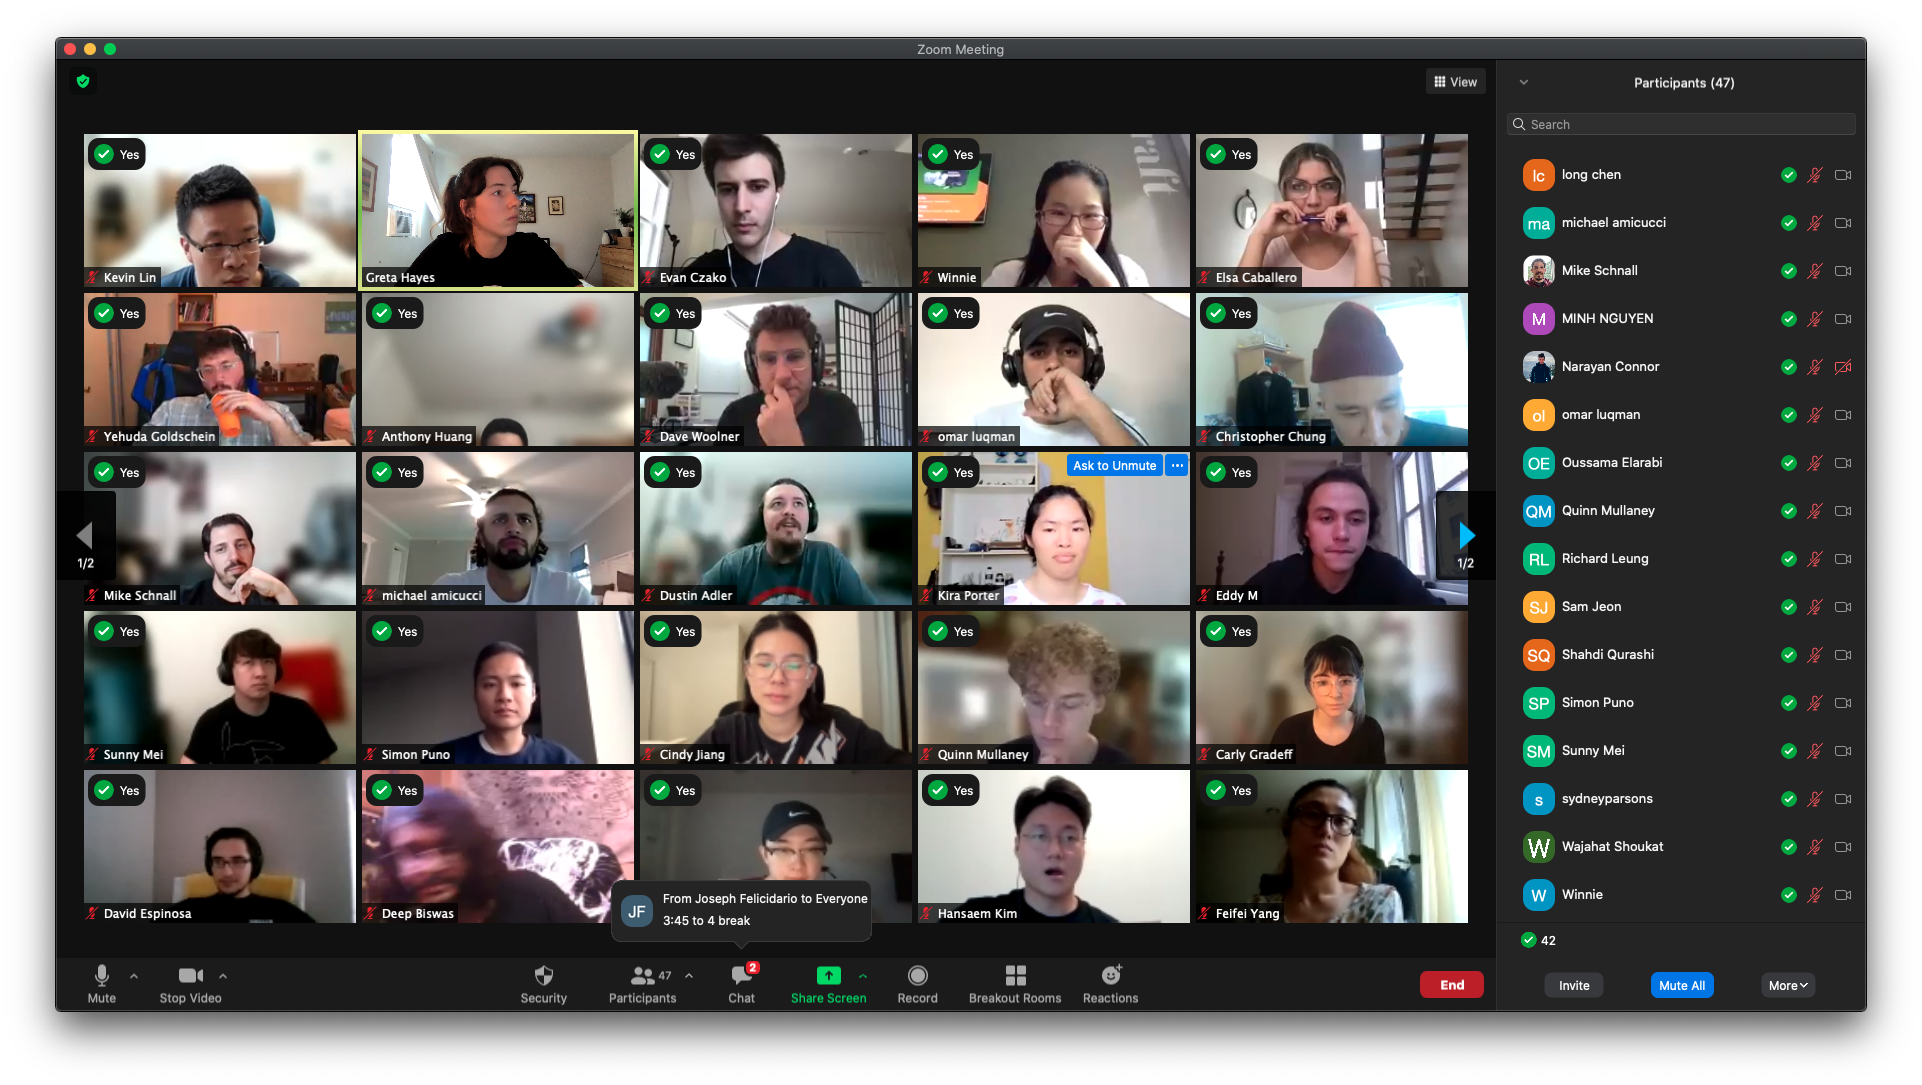 Zoom Meeting
View
Participants (47)
Search
Yes
Kevin Lin
Greta Hayes
Yes
Evan Czako
Yes
Winnie
Yes
Elsa Caballero
Yes
Yehuda Goldschein
Yes
Anthony Huang
Yes
Dave Woolner
Yes
omar luqman
Yes
Christopher Chung
Yes
Mike Schnall
Yes
michael amicucci
Yes
Dustin Adler
Yes
Ask to Unmute
Kira Porter
Yes
Eddy M
1/2
1/2
Yes
Sunny Mei
Yes
Simon Puno
Yes
Cindy Jiang
Yes
Quinn Mullaney
Yes
Carly Gradeff
Yes
David Espinosa
Yes
Deep Biswas
Yes
Yes
Hansaem Kim
Yes
Feifei Yang
JF
From Joseph Felicidario to Everyone
3:45 to 4 break
lc long chen
ma michael amicucci
Mike Schnall
M MINH NGUYEN
Narayan Connor
ol omar luqman
OE Oussama Elarabi
QM Quinn Mullaney
RL Richard Leung
SJ Sam Jeon
SQ Shahdi Qurashi
SP Simon Puno
SM Sunny Mei
s sydneyparsons
W Wajahat Shoukat
W Winnie
42
Invite
Mute All
More
Mute
Stop Video
Security
47
Participants
2
Chat
Share Screen
Record
Breakout Rooms
Reactions
End